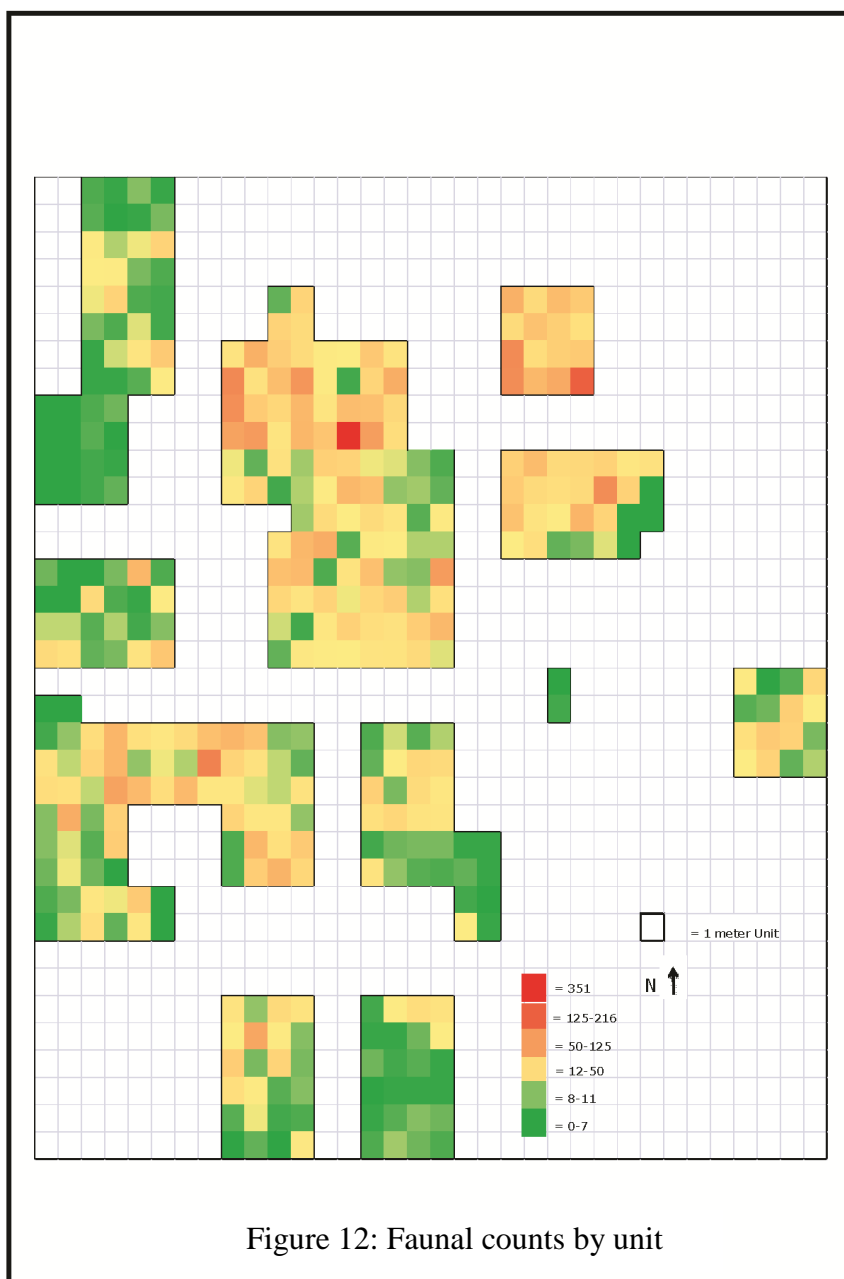 = 1 meter Unit
N
= 351
= 125-216
= 50-125
= 12-50
= 8-11
= 0-7
Figure 12: Faunal counts by unit